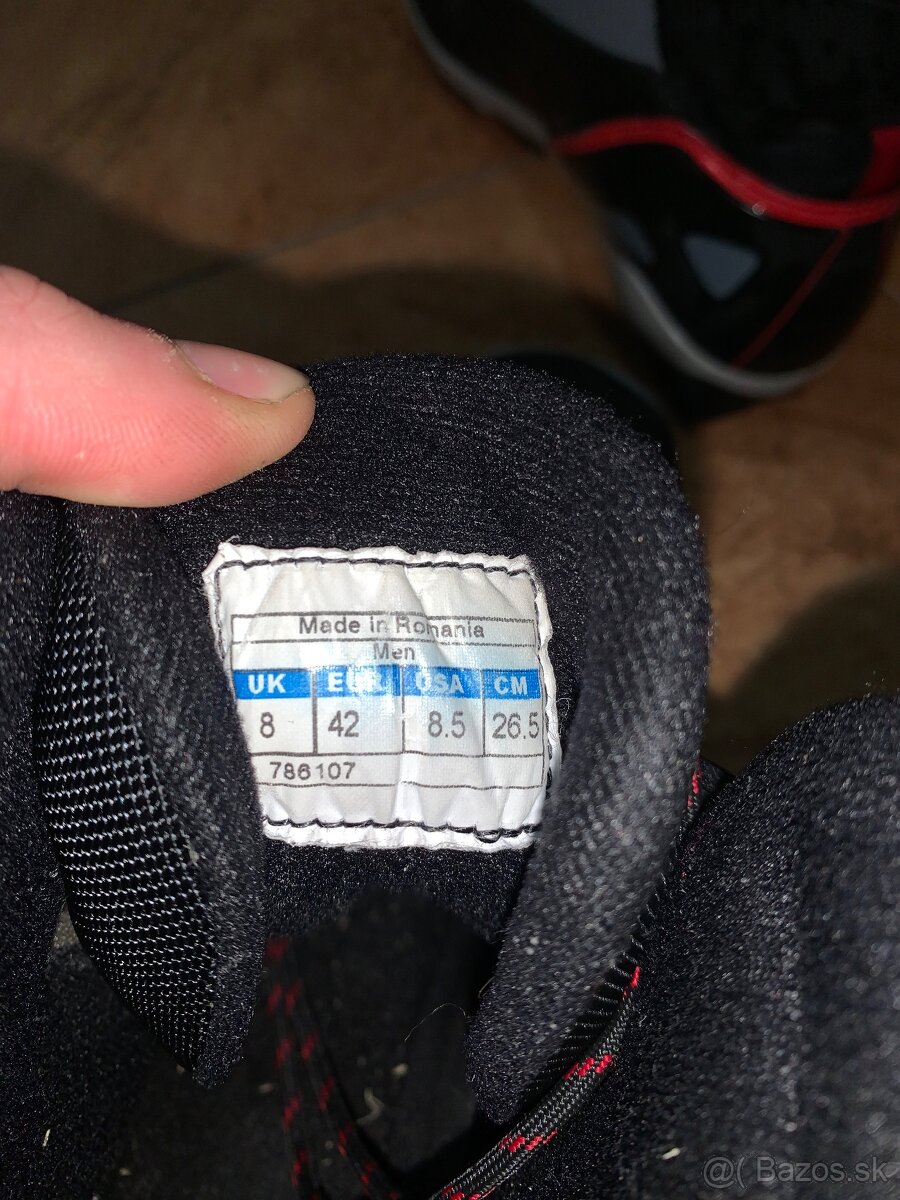 Made in Romania
Men
UK EUR USA CM
8 42 8.5 26.5
786107
@( Bazos.sk